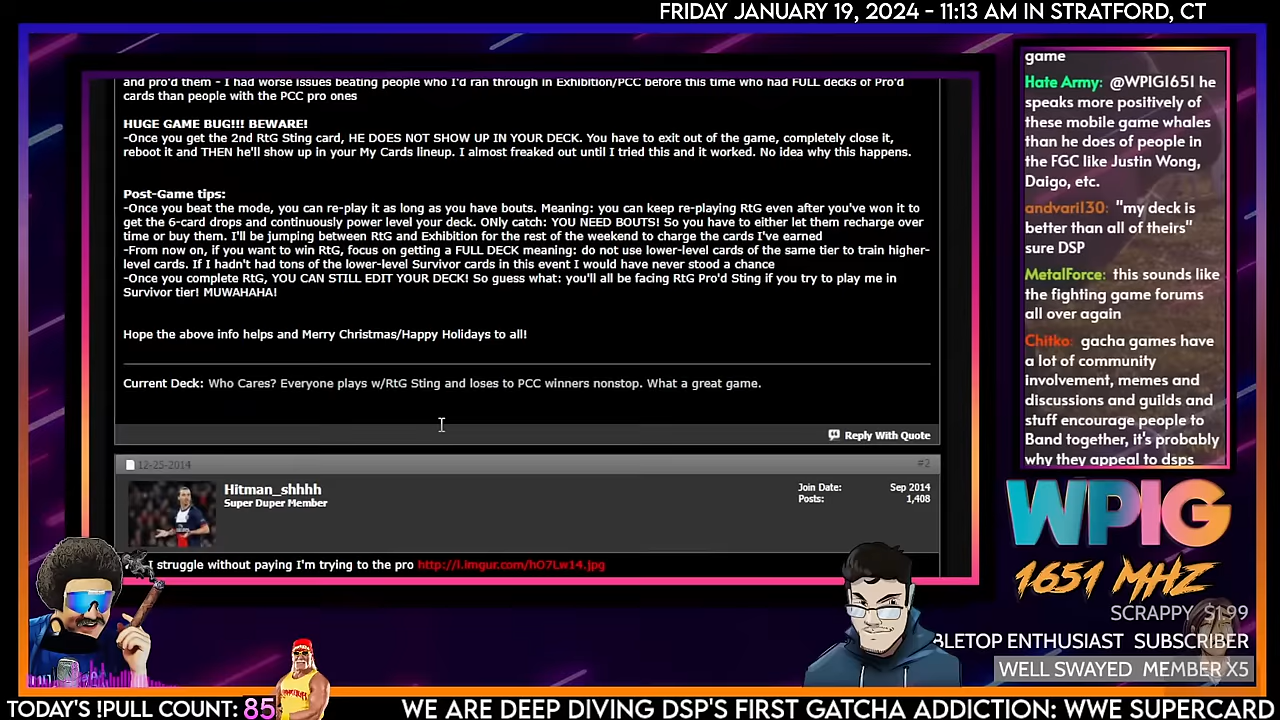 FRIDAY JANUARY 19, 2024 - 11:13 AM IN STRATFORD, CT
and pro'd them - I had worse issues beating people who I'd ran through in Exhibition/PCC before this time who had FULL decks of Pro'd
cards than people with the PCC pro ones
HUGE GAME BUG!!! BEWARE!
-Once you get the 2nd RtG Sting card, HE DOES NOT SHOW UP IN YOUR DECK. You have to exit out of the game, completely close it,
reboot it and THEN he'll show up in your My Cards lineup. I almost freaked out until I tried this and it worked. No idea why this happens.
Post-Game tips:
-Once you beat the mode, you can re-play it as long as you have bouts. Meaning: you can keep re-playing RtG even after you've won it to
get the 6-card drops and continuously power level your deck. ONly catch: YOU NEED BOUTS! So you have to either let them recharge over
time or buy them. I'll be jumping between RtG and Exhibition for the rest of the weekend to charge the cards I've earned
-From now on, if you want to win RtG, focus on getting a FULL DECK meaning: do not use lower-level cards of the same tier to train higher-
level cards. If I hadn't had tons of the lower-level Survivor cards in this event I would have never stood a chance
-Once you complete RtG, YOU CAN STILL EDIT YOUR DECK! So guess what: you'll all be facing RtG Pro'd Sting if you try to play me in
Survivor tier! MUWAHAHA!
Hope the above info helps and Merry Christmas/Happy Holidays to all!
Current Deck: Who Cares? Everyone plays w/RtG Sting and loses to PCC winners nonstop. What a great game.
Reply With Quote
12-25-2014 #2
Hitman_shhhh
Super Duper Member
Join Date: Sep 2014
Posts: 1,408
I struggle without paying I'm trying to the pro http://i.imgur.com/hO7Lw14.jpg
game
Hate Army: @WPIG1651 he
speaks more positively of
these mobile game whales
than he does of people in
the FGC like Justin Wong,
Daigo, etc.
andvari130: "my deck is
better than all of theirs"
sure DSP
MetalForce: this sounds like
the fighting game forums
all over again
Chitko: gacha games have
a lot of community
involvement, memes and
discussions and guilds and
stuff encourage people to
Band together, it's probably
why they appeal to dsps
WPIG
1651 MHZ
SCRAPPY $1.99
BLETOP ENTHUSIAST SUBSCRIBER
WELL SWAYED MEMBER X5
TODAY'S !PULL COUNT: 85
WE ARE DEEP DIVING DSP'S FIRST GATCHA ADDICTION: WWE SUPERCARD